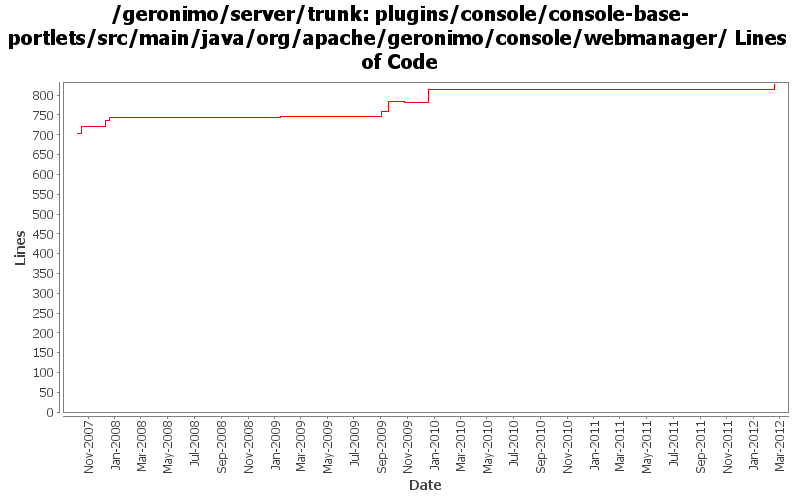 /geronimo/server/trunk: plugins/console/console-base-
portlets/src/main/java/org/apache/geronimo/console/webmanager/ Lines
of Code
Lines
800
750
700
650
600
550
500
450
400
350
300
250
200
150
100
50
0
Nov-2007
Jan-2008
Mar-2008
May-2008
Jul-2008
Sep-2008
Nov-2008
Jan-2009
Mar-2009
May-2009
Jul-2009
Sep-2009
Nov-2009
Jan-2010
Mar-2010
May-2010
Jul-2010
Sep-2010
Nov-2010
Jan-2011
Mar-2011
May-2011
Jul-2011
Sep-2011
Nov-2011
Jan-2012
Mar-2012
Date